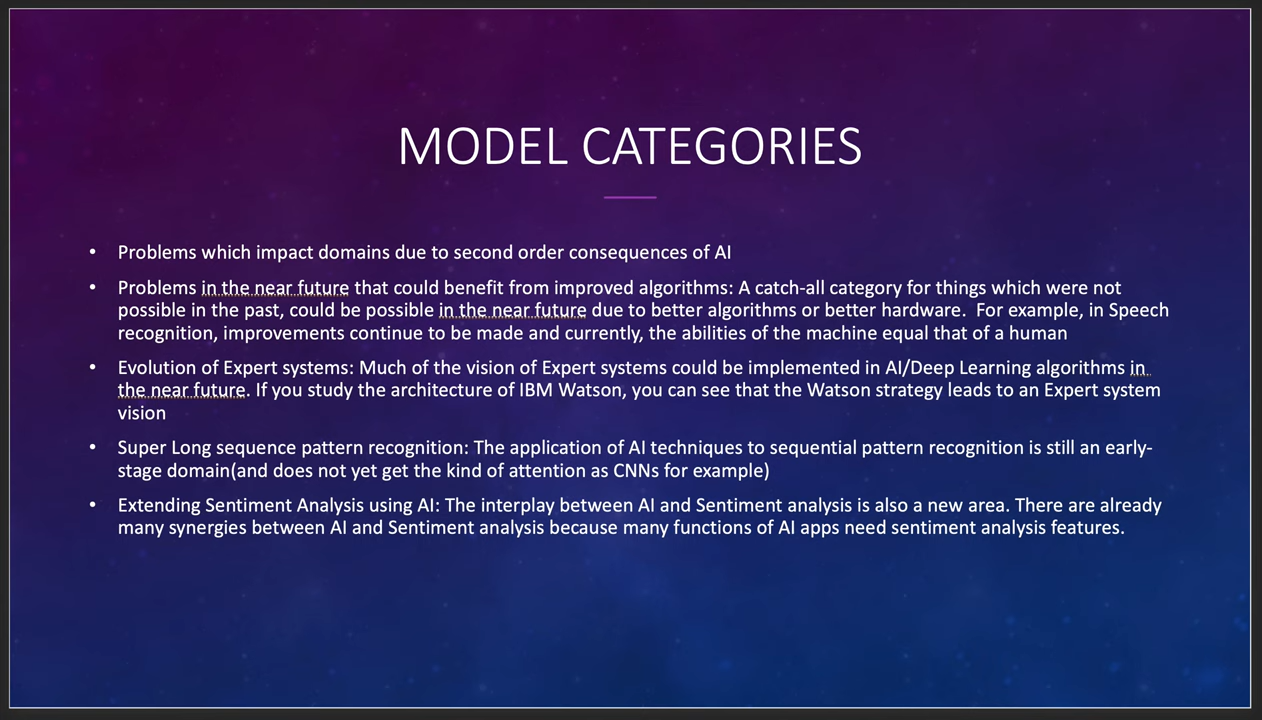 MODEL CATEGORIES
• Problems which impact domains due to second order consequences of AI
• Problems in the near future that could benefit from improved algorithms: A catch-all category for things which were not
possible in the past, could be possible in the near future due to better algorithms or better hardware.  For example, in Speech
recognition, improvements continue to be made and currently, the abilities of the machine equal that of a human
• Evolution of Expert systems: Much of the vision of Expert systems could be implemented in AI/Deep Learning algorithms in
the near future. If you study the architecture of IBM Watson, you can see that the Watson strategy leads to an Expert system
vision
• Super Long sequence pattern recognition: The application of AI techniques to sequential pattern recognition is still an early-
stage domain(and does not yet get the kind of attention as CNNs for example)
• Extending Sentiment Analysis using AI: The interplay between AI and Sentiment analysis is also a new area. There are already
many synergies between AI and Sentiment analysis because many functions of AI apps need sentiment analysis features.